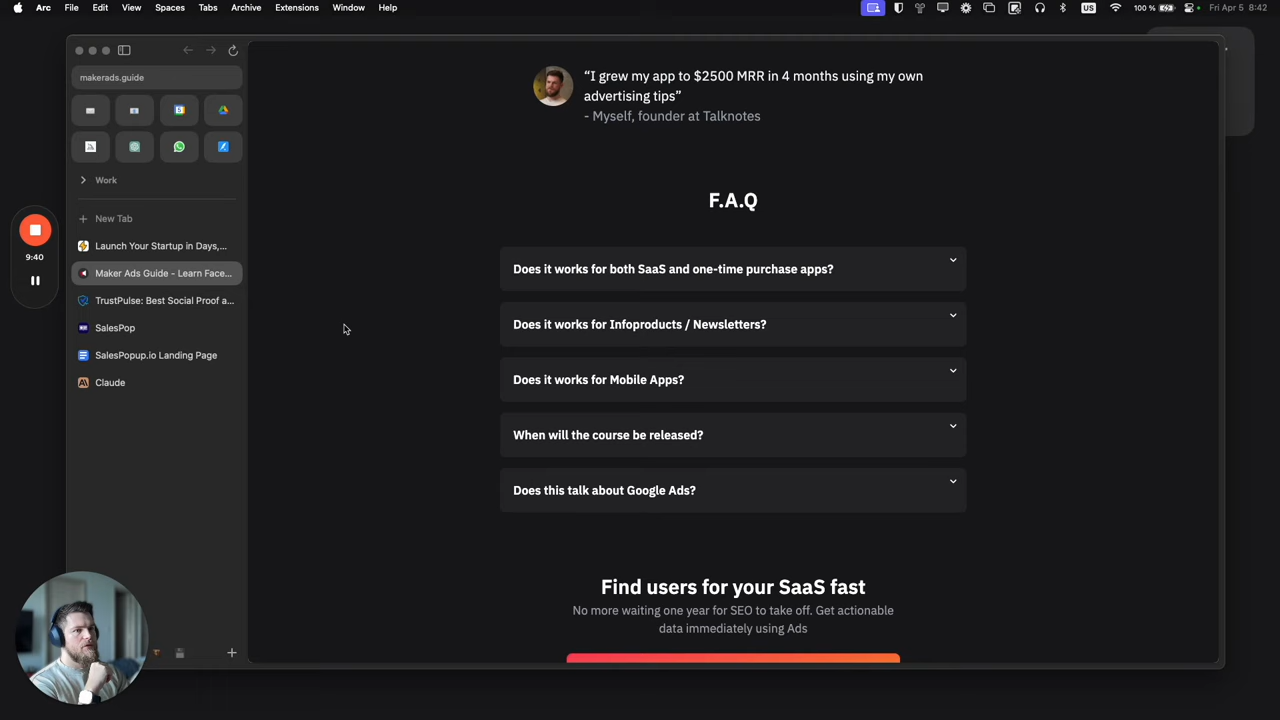 Arc File Edit View Spaces Tabs Archive Extensions Window Help US 100 % Fri Apr 5 8:42
makerads.guide
Work
New Tab
Launch Your Startup in Days,...
Maker Ads Guide - Learn Face...
TrustPulse: Best Social Proof a...
SalesPop
SalesPopup.io Landing Page
Claude
9:40
“I grew my app to $2500 MRR in 4 months using my own
advertising tips”
- Myself, founder at Talknotes
F.A.Q
Does it works for both SaaS and one-time purchase apps?
Does it works for Infoproducts / Newsletters?
Does it works for Mobile Apps?
When will the course be released?
Does this talk about Google Ads?
Find users for your SaaS fast
No more waiting one year for SEO to take off. Get actionable
data immediately using Ads